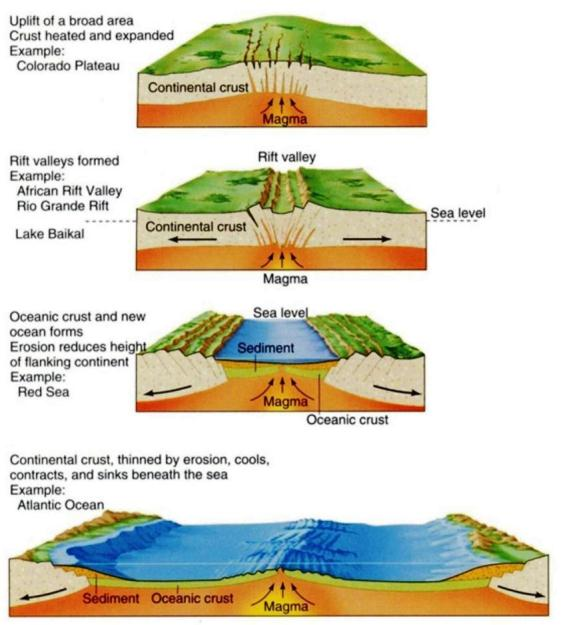 Uplift of a broad area
Crust heated and expanded
Example:
Colorado Plateau
Continental crust
Magma
Rift valleys formed
Example:
African Rift Valley
Rio Grande Rift
Lake Baikal
Rift valley
Sea level
Continental crust
Magma
Oceanic crust and new
ocean forms
Erosion reduces height
of flanking continent
Example:
Red Sea
Sea level
Sediment
Magma
Oceanic crust
Continental crust, thinned by erosion, cools,
contracts, and sinks beneath the sea
Example:
Atlantic Ocean
Sediment
Oceanic crust
Magma